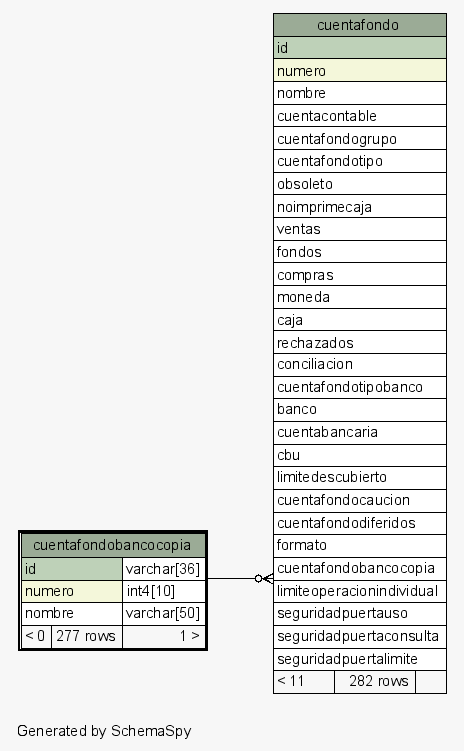 cuentafondo
id
numero
nombre
cuentacontable
cuentafondogrupo
cuentafondotipo
obsoleto
noimprimecaja
ventas
fondos
compras
moneda
caja
rechazados
conciliacion
cuentafondotipobanco
banco
cuentabancaria
cbu
limitedescubierto
cuentafondocaucion
cuentafondodiferidos
formato
cuentafondobancocopia
limiteoperacionindividual
seguridadpuertauso
seguridadpuertaconsulta
seguridadpuertalimite
< 11 282 rows
cuentafondobancocopia
id varchar[36]
numero int4[10]
nombre varchar[50]
< 0 277 rows 1 >
Generated by SchemaSpy